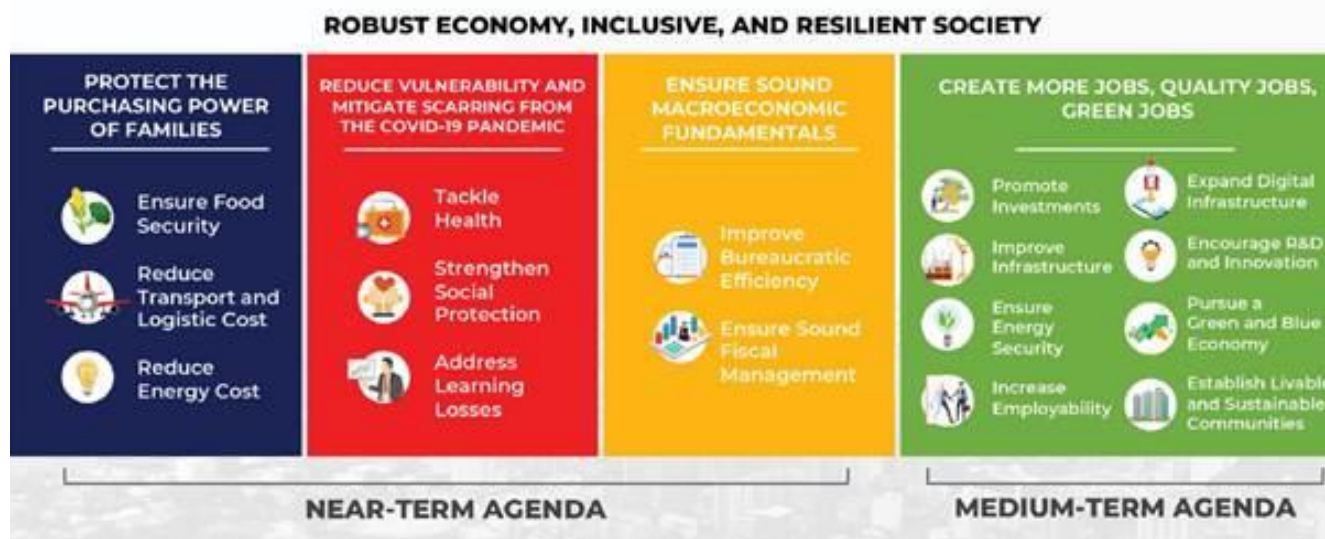 ROBUST ECONOMY, INCLUSIVE, AND RESILIENT SOCIETY
PROTECT THE
PURCHASING POWER
OF FAMILIES
Ensure Food
Security
Reduce
Transport and
Logistic Cost
Reduce
Energy Cost
REDUCE VULNERABILITY AND
MITIGATE SCARRING FROM
THE COVID-19 PANDEMIC
Tackle
Health
Strengthen
Social
Protection
Address
Learning
Losses
ENSURE SOUND
MACROECONOMIC
FUNDAMENTALS
Improve
Bureaucratic
Efficiency
Ensure Sound
Fiscal
Management
CREATE MORE JOBS, QUALITY JOBS,
GREEN JOBS
Promote
Investments
Improve
Infrastructure
Ensure
Energy
Security
Increase
Employability
Expand Digital
Infrastructure
Encourage R&D
and Innovation
Pursue a
Green and Blue
Economy
Establish Livable
and Sustainable
Communities
NEAR-TERM AGENDA
MEDIUM-TERM AGENDA